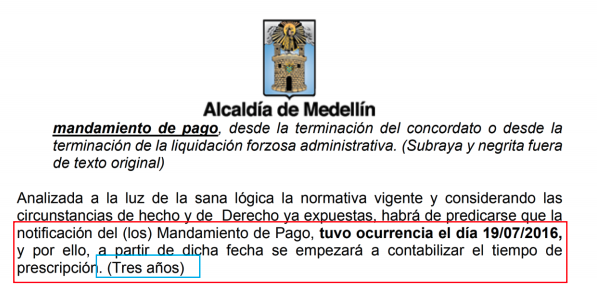 Alcaldía de Medellín
mandamiento de pago, desde la terminación del concordato o desde la
terminación de la liquidación forzosa administrativa. (Subraya y negrita fuera
de texto original)
Analizada a la luz de la sana lógica la normativa vigente y considerando las
circunstancias de hecho y de Derecho ya expuestas, habrá de predicarse que la
notificación del (los) Mandamiento de Pago, tuvo ocurrencia el día 19/07/2016,
y por ello, a partir de dicha fecha se empezará a contabilizar el tiempo de
prescripción. (Tres años)